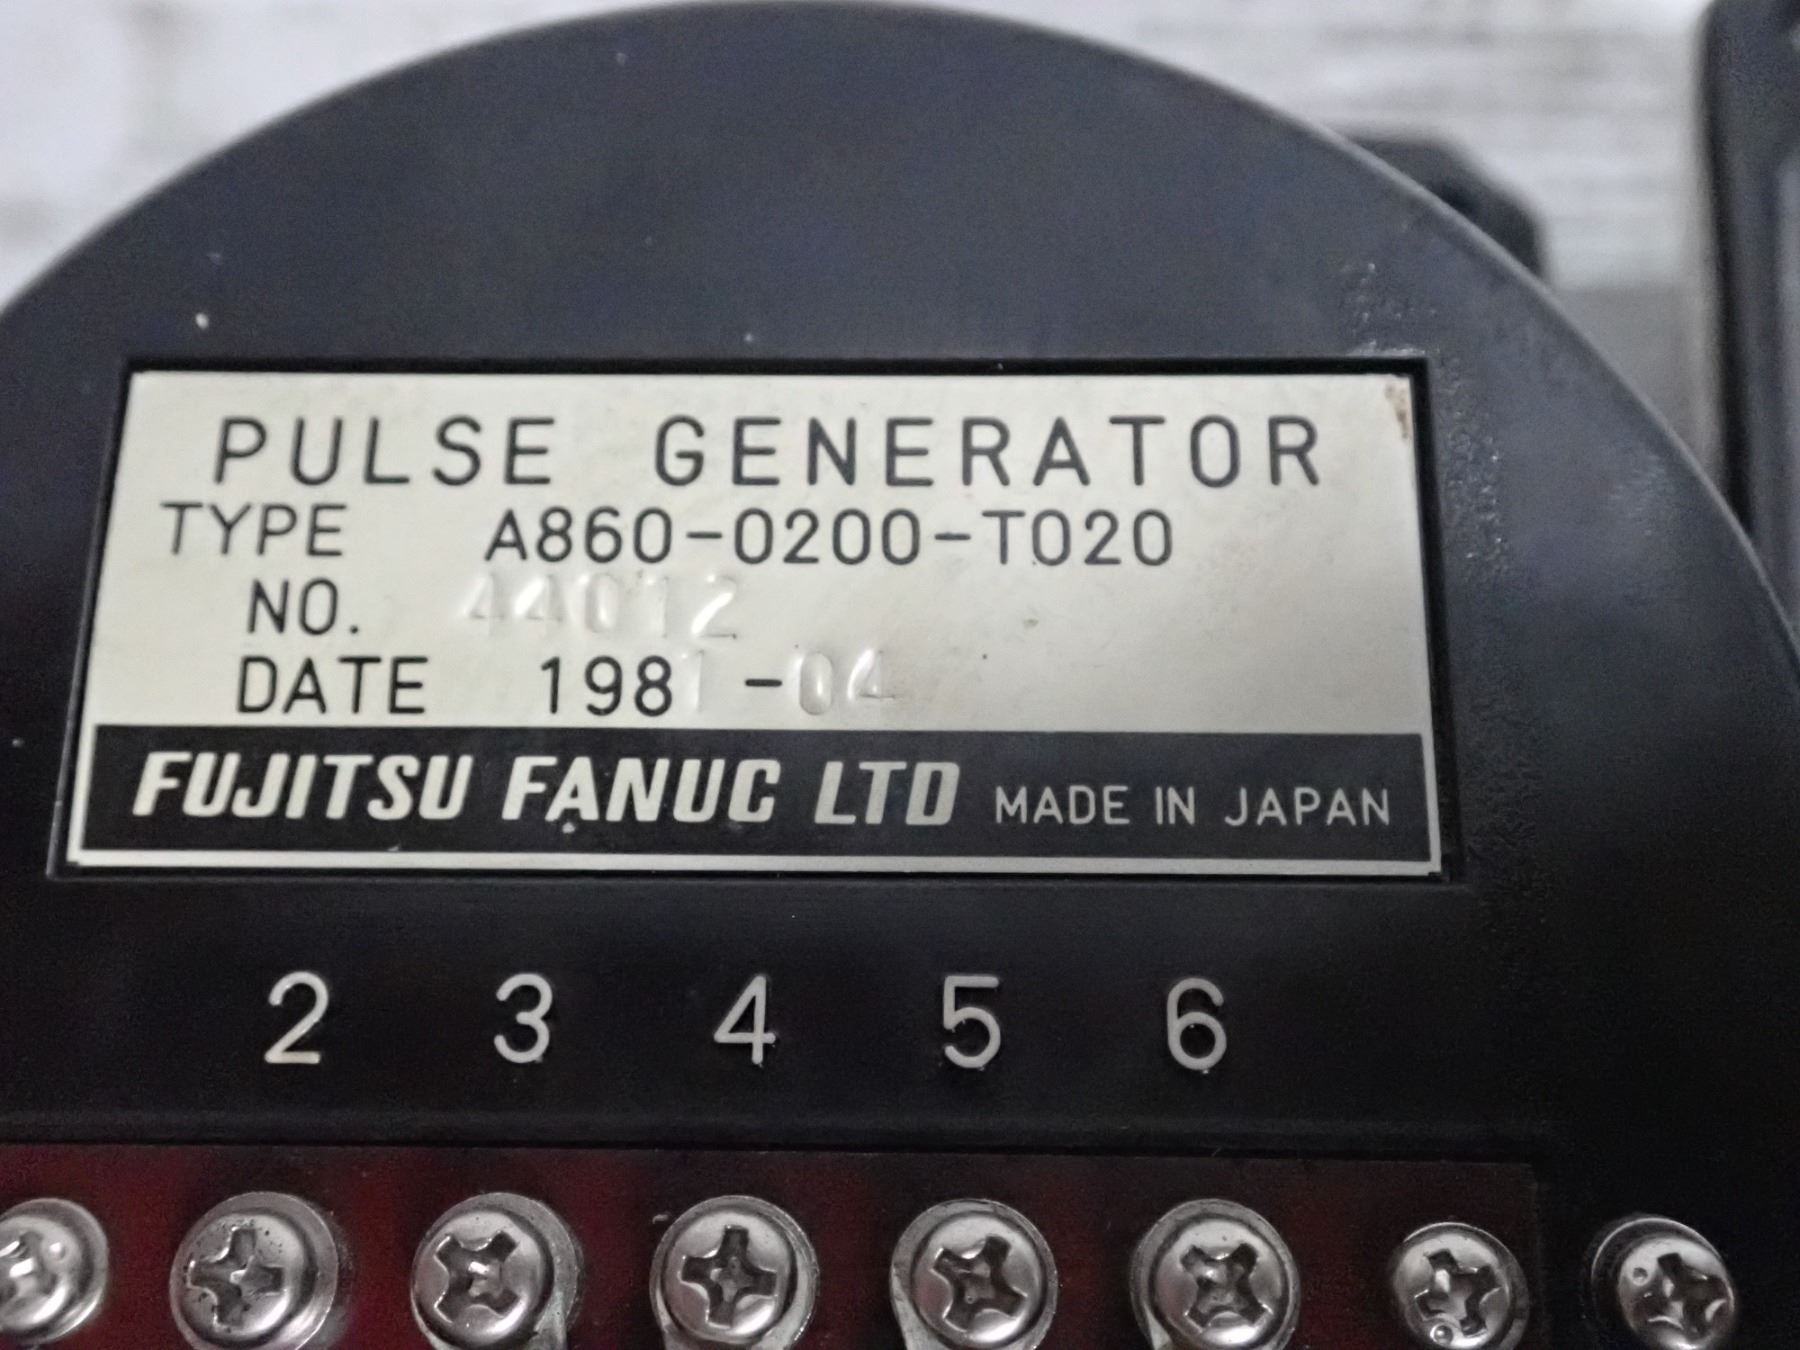 PULSE GENERATOR
TYPE A860-0200-T020
NO. 44012
DATE 1981-04
FUJITSU FANUC LTD MADE IN JAPAN
2 3 4 5 6